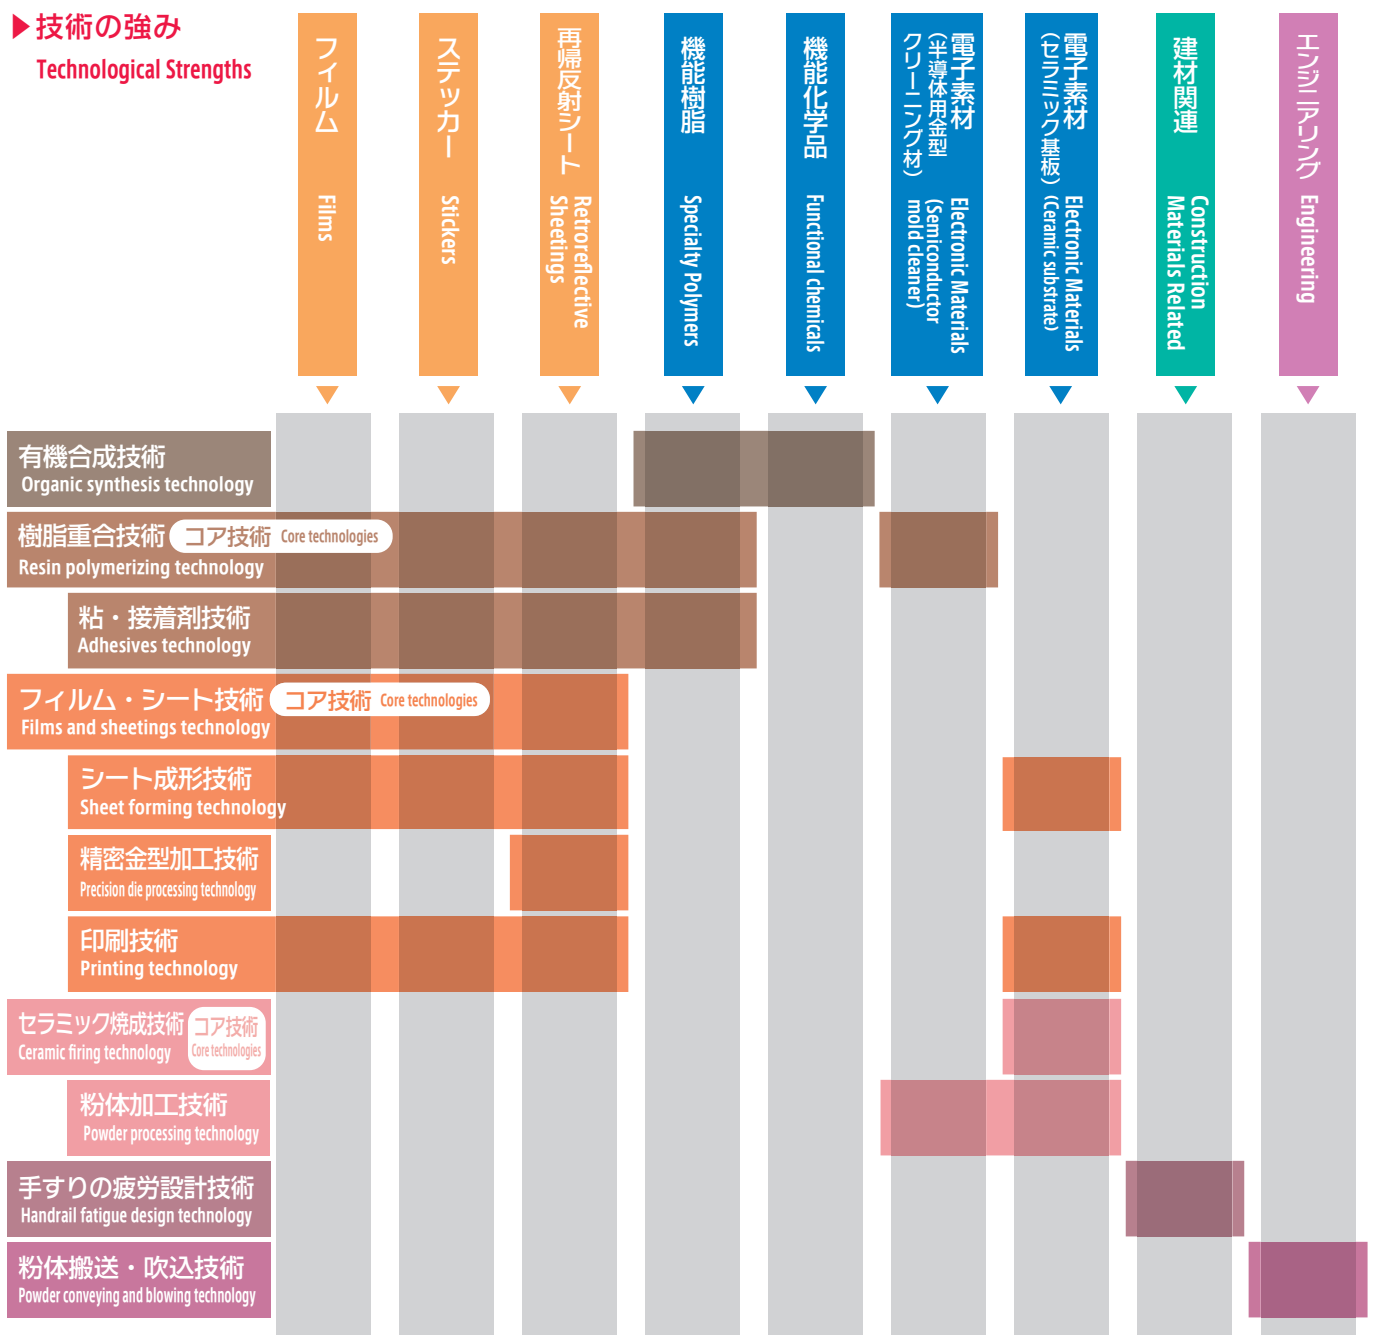 技術の強み
Technological Strengths
フィルム
Films
ステッカー
Stickers
再帰反射シート
Retroreflective
Sheetings
機能樹脂
Specialty Polymers
機能化学品
Functional chemicals
電子素材
(半導体用金型
クリーニング材)
Electronic Materials
(Semiconductor
mold cleaner)
電子素材
(セラミック基板)
Electronic Materials
(Ceramic substrate)
建材関連
Construction
Materials Related
エンジニアリング
Engineering
有機合成技術
Organic synthesis technology
樹脂重合技術 コア技術 Core technologies
Resin polymerizing technology
粘・接着剤技術
Adhesives technology
フィルム・シート技術 コア技術 Core technologies
Films and sheetings technology
シート成形技術
Sheet forming technology
精密金型加工技術
Precision die processing technology
印刷技術
Printing technology
セラミック焼成技術 コア技術
Ceramic firing technology Core technologies
粉体加工技術
Powder processing technology
手すりの疲労設計技術
Handrail fatigue design technology
粉体搬送・吹込技術
Powder conveying and blowing technology